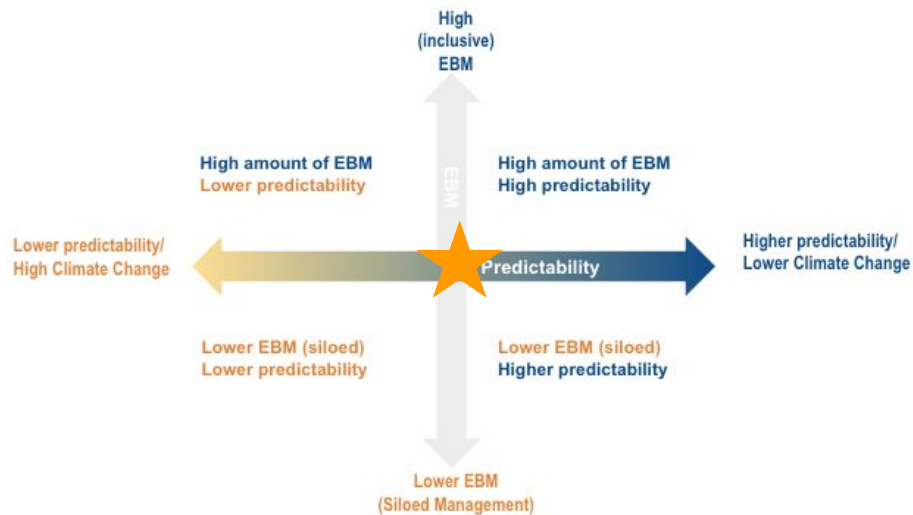 High
(inclusive)
EBM
High amount of EBM
Lower predictability
High amount of EBM
High predictability
EBM
Lower predictability/
High Climate Change
Predictability
Higher predictability/
Lower Climate Change
Lower EBM (siloed)
Lower predictability
Lower EBM (siloed)
Higher predictability
Lower EBM
(Siloed Management)